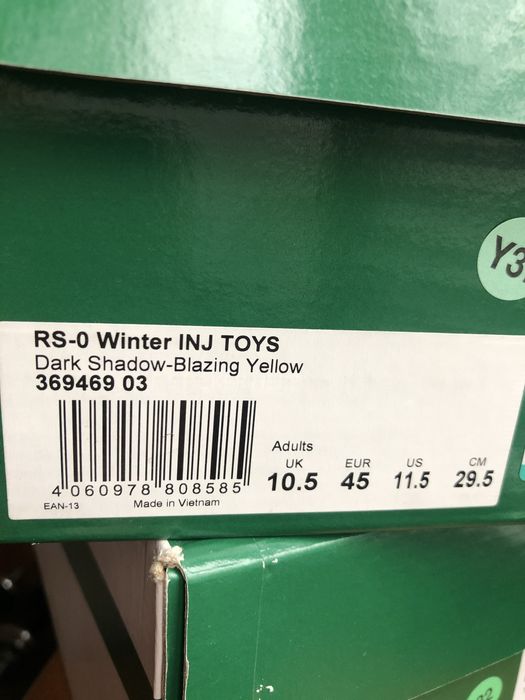 RS-0 Winter INJ TOYS
Dark Shadow-Blazing Yellow
369469 03
Adults
UK EUR US CM
10.5 45 11.5 29.5
4 060978 808585
EAN-13 Made in Vietnam